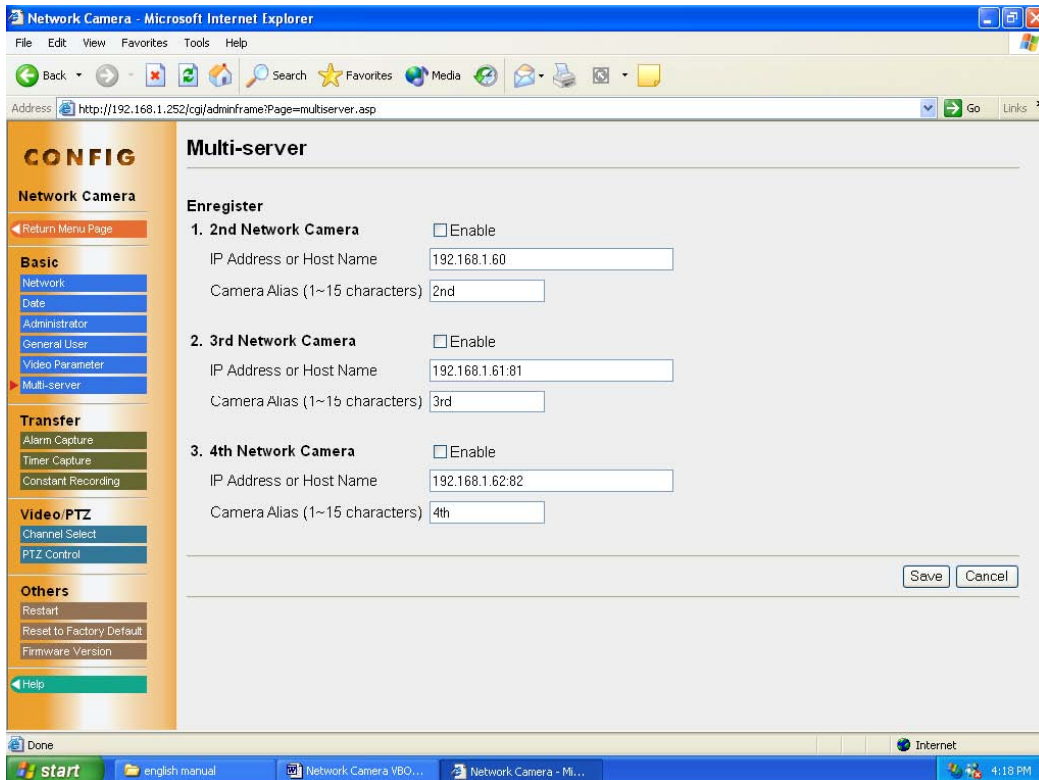 Network Camera - Microsoft Internet Explorer
File Edit View Favorites Tools Help
Back Search Favorites Media
Address http://192.168.1.252/cgi/adminframe?Page=multiserver.asp Go Links
CONFIG
Network Camera
Return Menu Page
Basic
Network
Date
Administrator
General User
Video Parameter
Multi-server
Transfer
Alarm Capture
Timer Capture
Constant Recording
Video/PTZ
Channel Select
PTZ Control
Others
Restart
Reset to Factory Default
Firmware Version
Help
Multi-server
Enregister
1. 2nd Network Camera Enable
IP Address or Host Name 192.168.1.60
Camera Alias (1~15 characters) 2nd
2. 3rd Network Camera Enable
IP Address or Host Name 192.168.1.61:81
Camera Alias (1~15 characters) 3rd
3. 4th Network Camera Enable
IP Address or Host Name 192.168.1.62:82
Camera Alias (1~15 characters) 4th
Save Cancel
Done Internet
start english manual Network Camera VBO... Network Camera - Mi... 4:18 PM